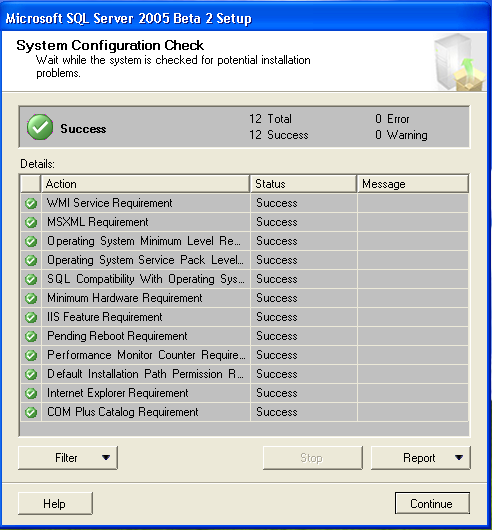 Microsoft SQL Server 2005 Beta 2 Setup
System Configuration Check
Wait while the system is checked for potential installation
problems.
Success
12 Total 0 Error
12 Success 0 Warning
Details:
Action Status Message
WMI Service Requirement Success
MSXML Requirement Success
Operating System Minimum Level Re... Success
Operating System Service Pack Level... Success
SQL Compatibility With Operating Sys... Success
Minimum Hardware Requirement Success
IIS Feature Requirement Success
Pending Reboot Requirement Success
Performance Monitor Counter Require... Success
Default Installation Path Permission R... Success
Internet Explorer Requirement Success
COM Plus Catalog Requirement Success
Filter Stop Report
Help Continue